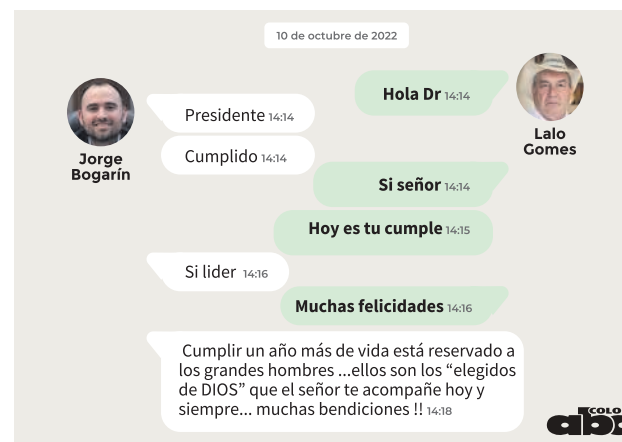 10 de octubre de 2022
Hola Dr 14:14
Presidente 14:14
Cumplido 14:14
Jorge
Bogarín
Lalo
Gomes
Si señor 14:14
Hoy es tu cumple 14:15
Si lider 14:16
Muchas felicidades 14:16
Cumplir un año más de vida está reservado a
los grandes hombres ...ellos son los “elegidos
de DIOS” que el señor te acompañe hoy y
siempre... muchas bendiciones !! 14:18
COLO
abc